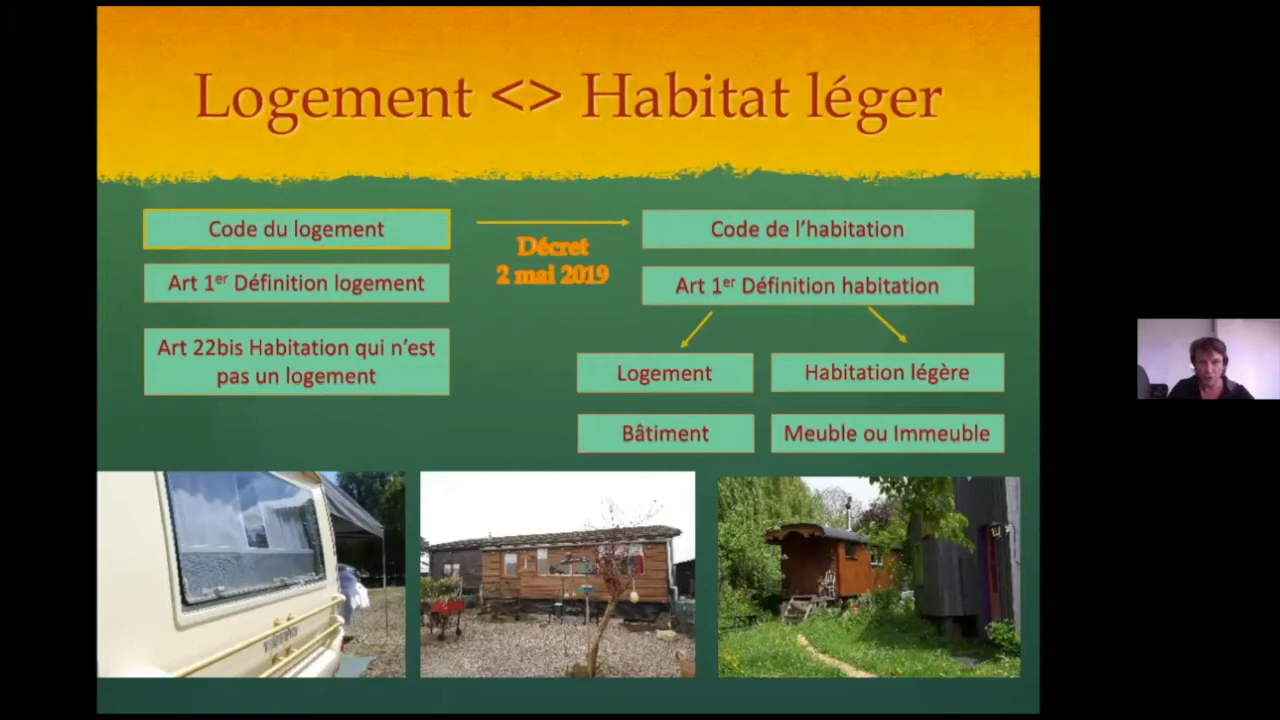 Logement <> Habitat léger
Code du logement
Art 1er Définition logement
Art 22bis Habitation qui n'est
pas un logement
Décret
2 mai 2019
Code de l'habitation
Art 1er Définition habitation
Logement
Habitation légère
Bâtiment
Meuble ou Immeuble